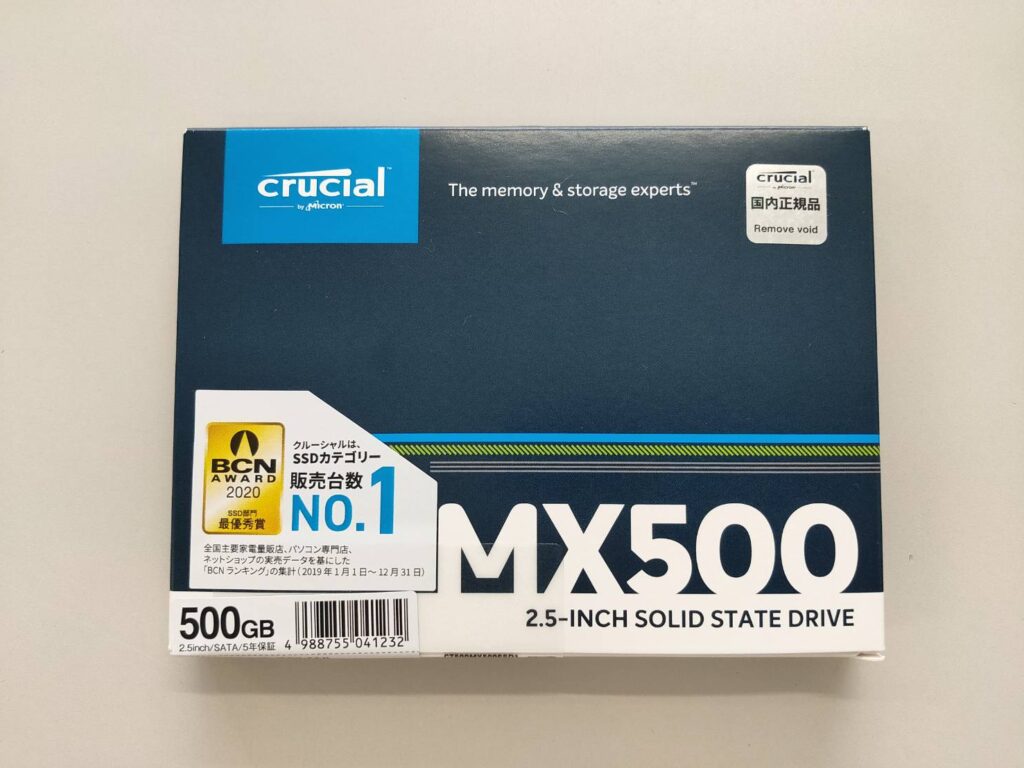 crucial™
by Micron®
The memory & storage experts™
crucial™
by Micron
国内正規品
Remove void
BCN
AWARD
2020
SSD部門
最優秀賞
クルーシャルは、
SSDカテゴリー
販売台数
NO.1
全国主要家電量販店、パソコン専門店、
ネットショップの実売データを基にした
「BCN ランキング」の集計(2019年1月1日～12月31日)
MX500
2.5-INCH SOLID STATE DRIVE
500GB
2.5inch/SATA/5年保証
4 988755 041232